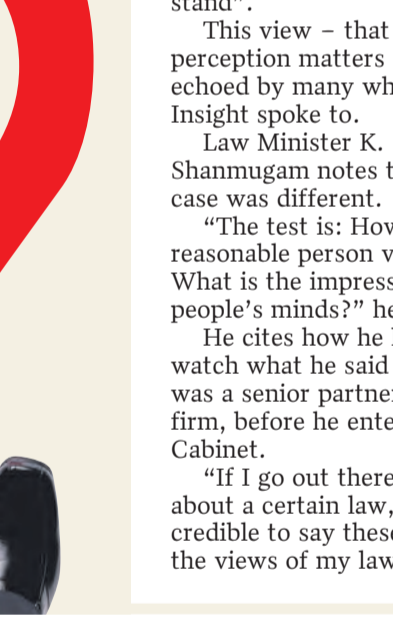 stand”.
This view – that
perception matters
echoed by many wh
Insight spoke to.
Law Minister K.
Shanmugam notes t
case was different.
“The test is: How
reasonable person v
What is the impress
people’s minds?” he
He cites how he
watch what he said
was a senior partner
firm, before he ente
Cabinet.
“If I go out there
about a certain law,
credible to say these
the views of my law